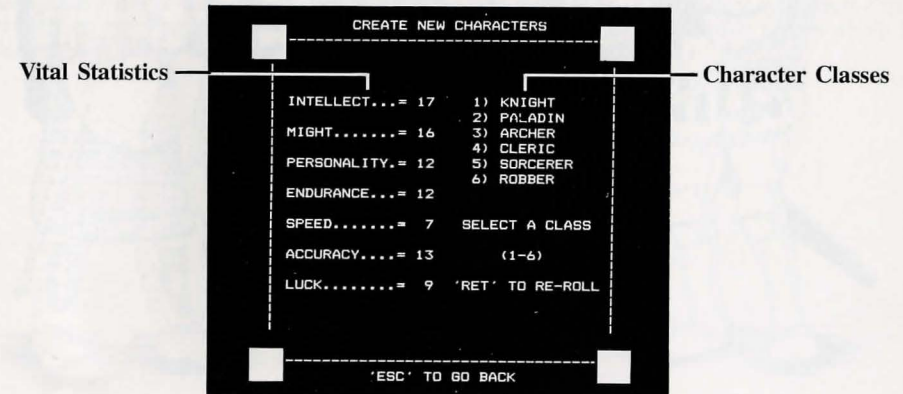 CREATE NEW CHARACTERS
Vital Statistics
Character Classes
INTELLECT...= 17
MIGHT.......= 16
PERSONALITY.= 12
ENDURANCE...= 12
SPEED.......= 7
ACCURACY....= 13
LUCK........= 9
1) KNIGHT
2) PALADIN
3) ARCHER
4) CLERIC
5) SORCERER
6) ROBBER
SELECT A CLASS
(1-6)
'RET' TO RE-ROLL
'ESC' TO GO BACK